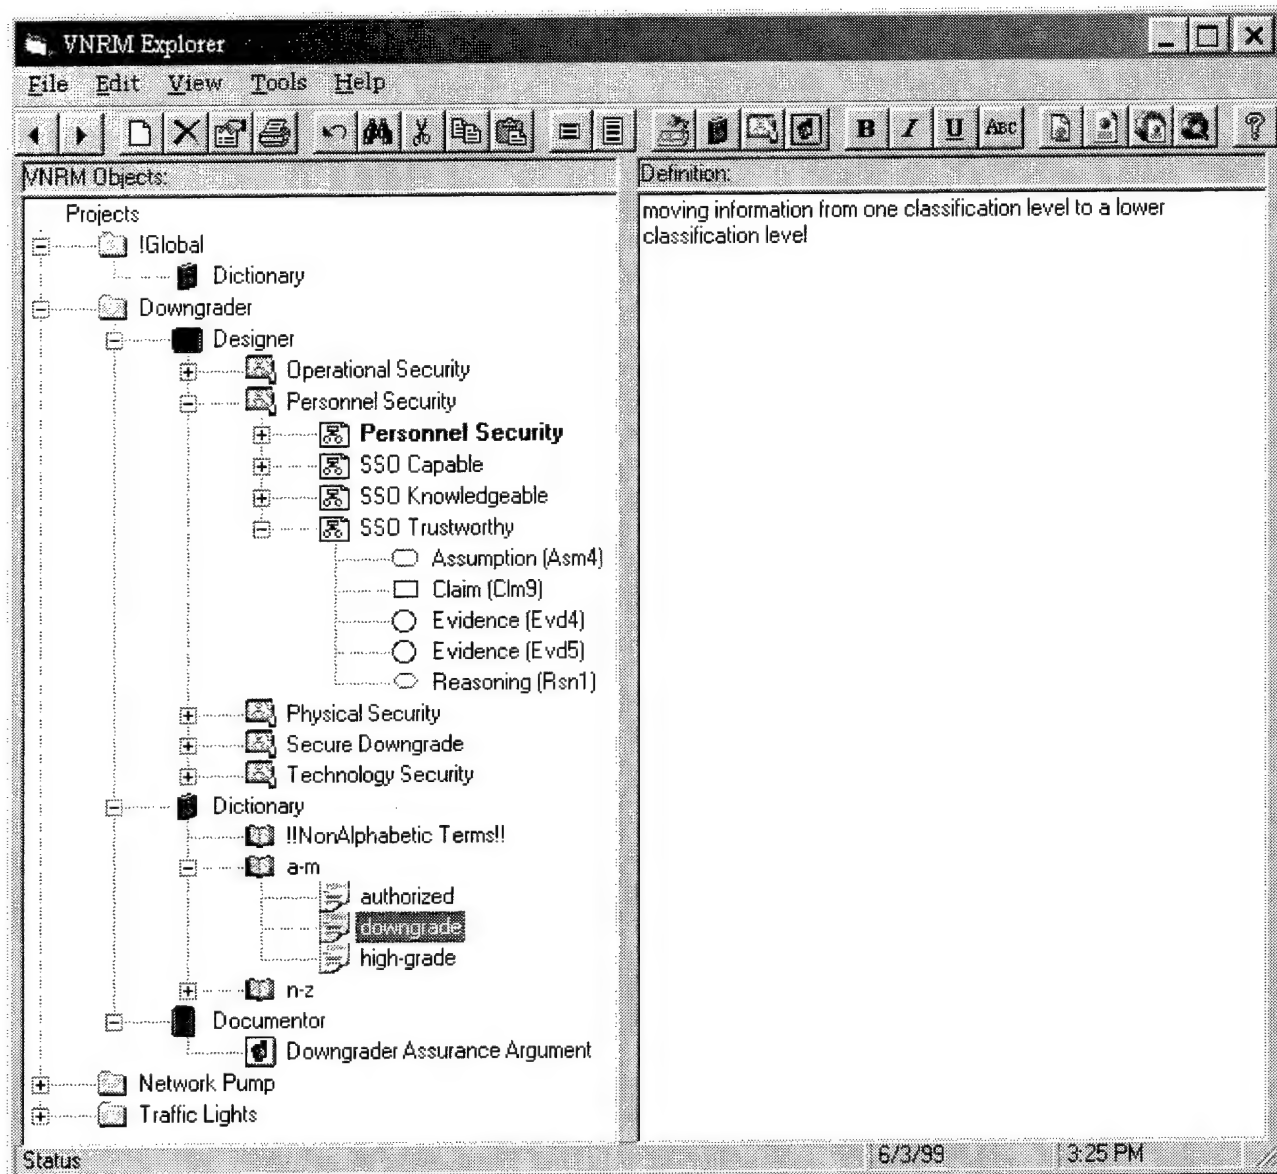 VNRM Explorer
File Edit View Tools Help
B I U ABC ?
VNRM Objects:
Projects
!Global
Dictionary
Downgrader
Designer
Operational Security
Personnel Security
Personnel Security
SSO Capable
SSO Knowledgeable
SSO Trustworthy
Assumption (Asm4)
Claim (Clm9)
Evidence (Evd4)
Evidence (Evd5)
Reasoning (Rsn1)
Physical Security
Secure Downgrade
Technology Security
Dictionary
!!NonAlphabetic Terms!!
a-m
authorized
downgrade
high-grade
n-z
Documentor
Downgrader Assurance Argument
Network Pump
Traffic Lights
Definition:
moving information from one classification level to a lower
classification level
Status 6/3/99 3:25 PM